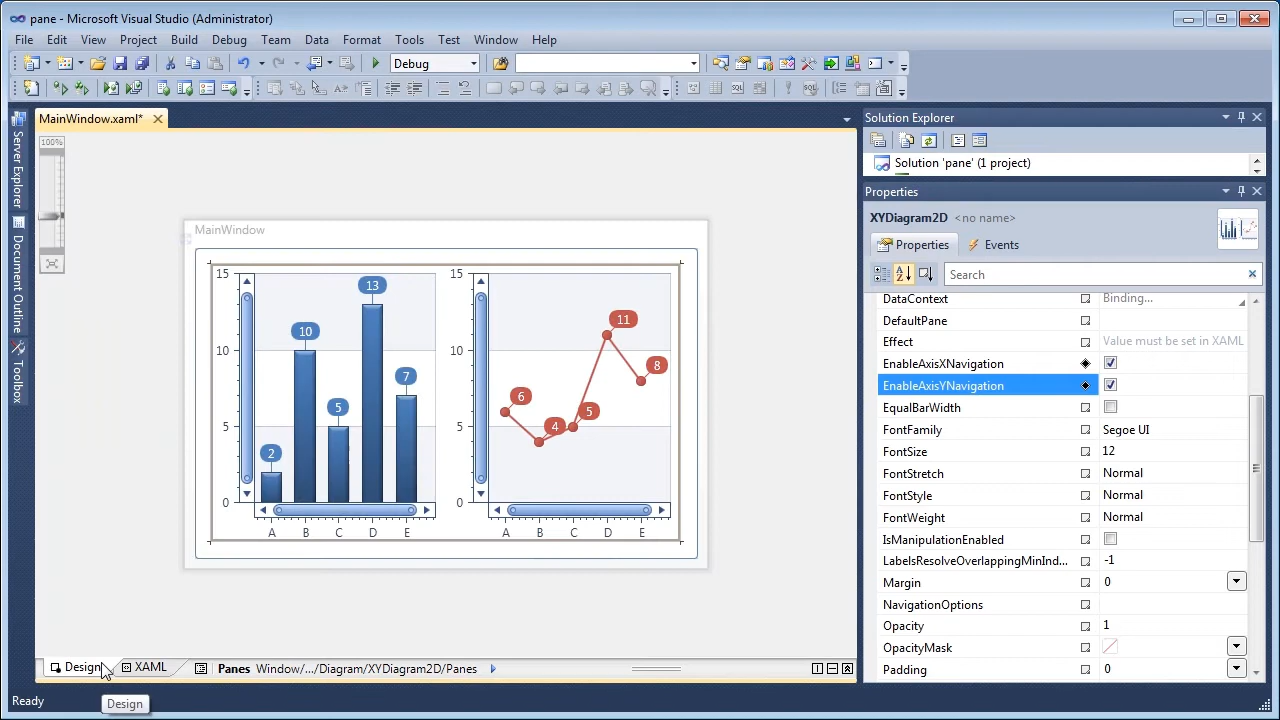 pane - Microsoft Visual Studio (Administrator)
File Edit View Project Build Debug Team Data Format Tools Test Window Help
Debug
MainWindow.xaml*
Server Explorer
Document Outline
Toolbox
100%
MainWindow
15
10
5
0
2
10
5
13
7
A B C D E
15
10
5
0
6
4
5
11
8
A B C D E
Design XAML Panes Window/.../Diagram/XYDiagram2D/Panes
Design
Ready
Solution Explorer
Solution 'pane' (1 project)
Properties
XYDiagram2D <no name>
Properties Events
Search
DataContext Binding...
DefaultPane
Effect Value must be set in XAML
EnableAxisXNavigation
EnableAxisYNavigation
EqualBarWidth
FontFamily Segoe UI
FontSize 12
FontStretch Normal
FontStyle Normal
FontWeight Normal
IsManipulationEnabled
LabelsResolveOverlappingMinInd... -1
Margin 0
NavigationOptions
Opacity 1
OpacityMask
Padding 0